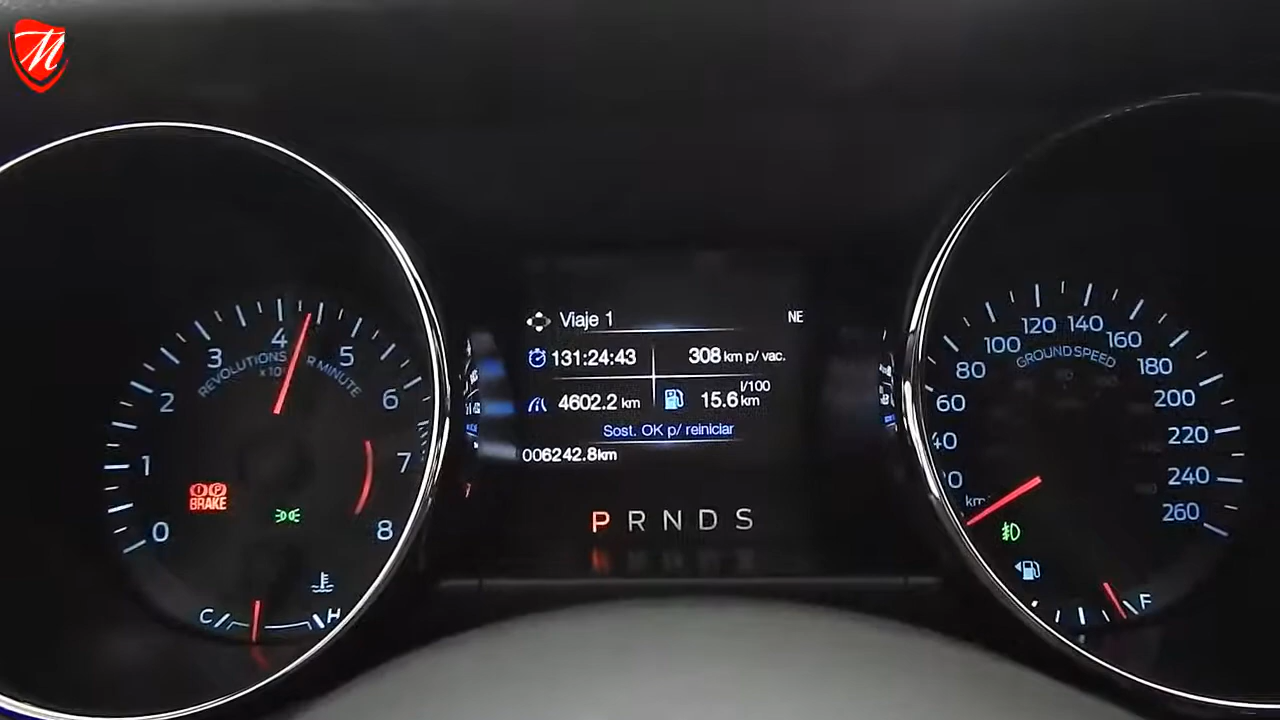 M
Viaje 1 NE
131:24:43 308 km p/ vac.
4602.2 km 15.6 l/100 km
Sost. OK p/ reiniciar
006242.8km
P R N D S
0 1 2 3 4 5 6 7 8
REVOLUTIONS R MINUTE
BRAKE
C H
40 60 80 100 120 140 160 180 200 220 240 260
GROUND SPEED
F